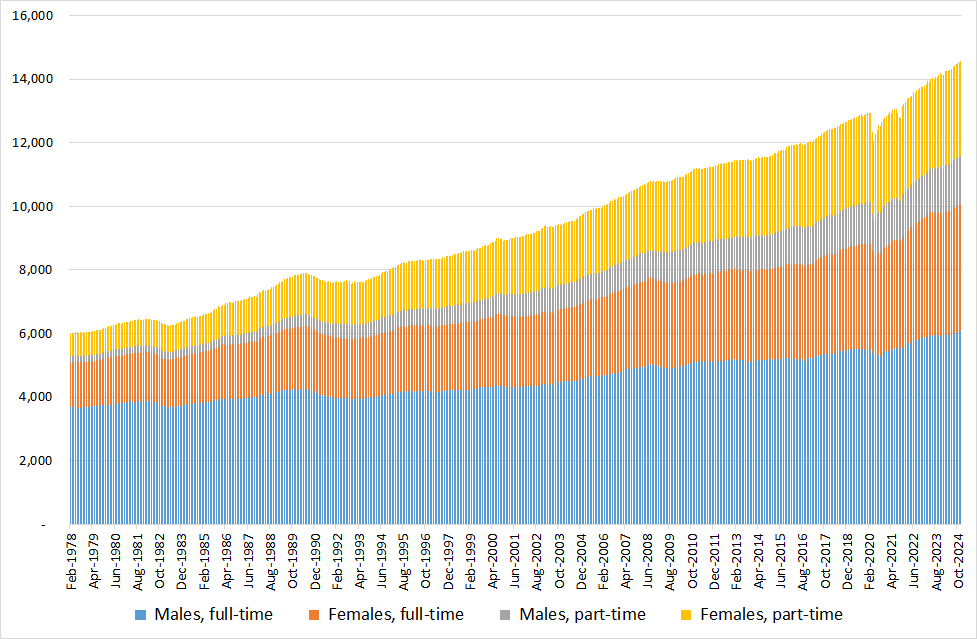 16,000
14,000
12,000
10,000
8,000
6,000
4,000
2,000
-
Feb-1978
Apr-1979
Jun-1980
Aug-1981
Oct-1982
Dec-1983
Feb-1985
Apr-1986
Jun-1987
Aug-1988
Oct-1989
Dec-1990
Feb-1992
Apr-1993
Jun-1994
Aug-1995
Oct-1996
Dec-1997
Feb-1999
Apr-2000
Jun-2001
Aug-2002
Oct-2003
Dec-2004
Feb-2006
Apr-2007
Jun-2008
Aug-2009
Oct-2010
Dec-2011
Feb-2013
Apr-2014
Jun-2015
Aug-2016
Oct-2017
Dec-2018
Feb-2020
Apr-2021
Jun-2022
Aug-2023
Oct-2024
Males, full-time Females, full-time Males, part-time Females, part-time